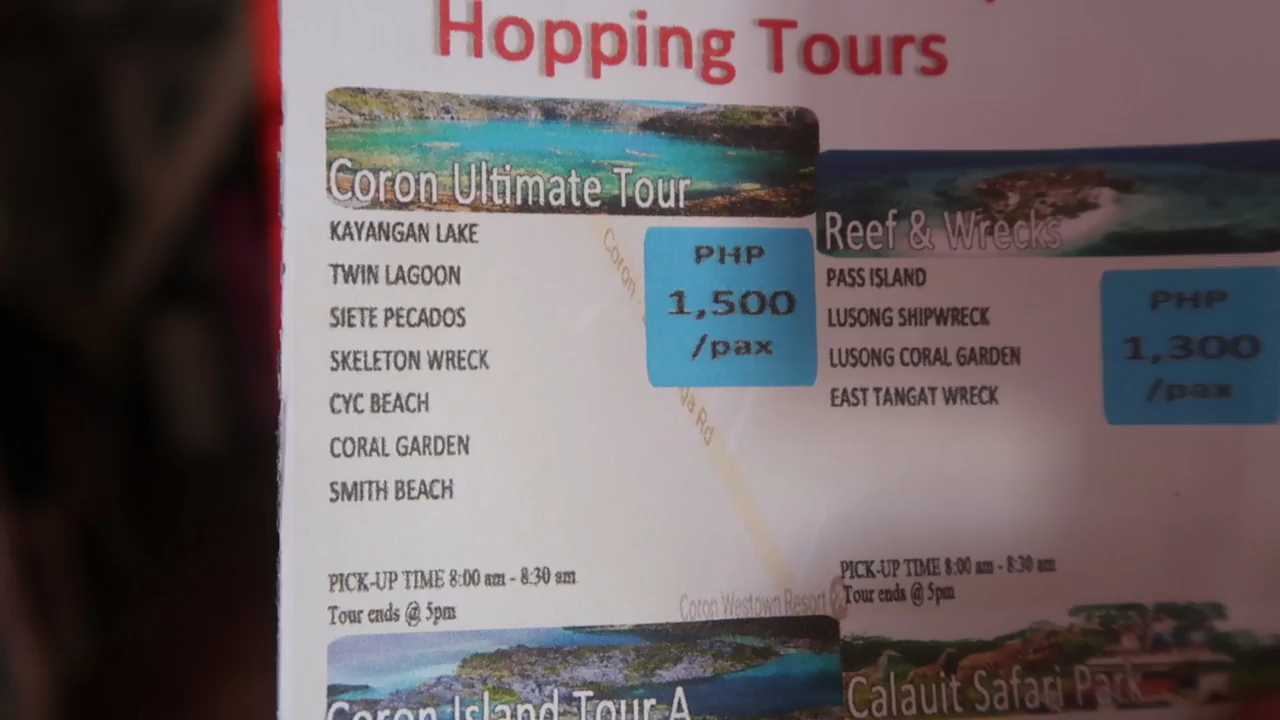 Hopping Tours
Coron Ultimate Tour
KAYANGAN LAKE
TWIN LAGOON
SIETE PECADOS
SKELETON WRECK
CYC BEACH
CORAL GARDEN
SMITH BEACH
PHP
1,500
/pax
PICK-UP TIME 8:00 am - 8:30 am
Tour ends @ 5pm
Reef & Wrecks
PASS ISLAND
LUSONG SHIPWRECK
LUSONG CORAL GARDEN
EAST TANGAT WRECK
PHP
1,300
/pax
PICK-UP TIME 8:00 am - 8:30 am
Tour ends @ 5pm
Coron
Rd
Coron Westown Resort
Coron Island Tour A
Calauit Safari Park